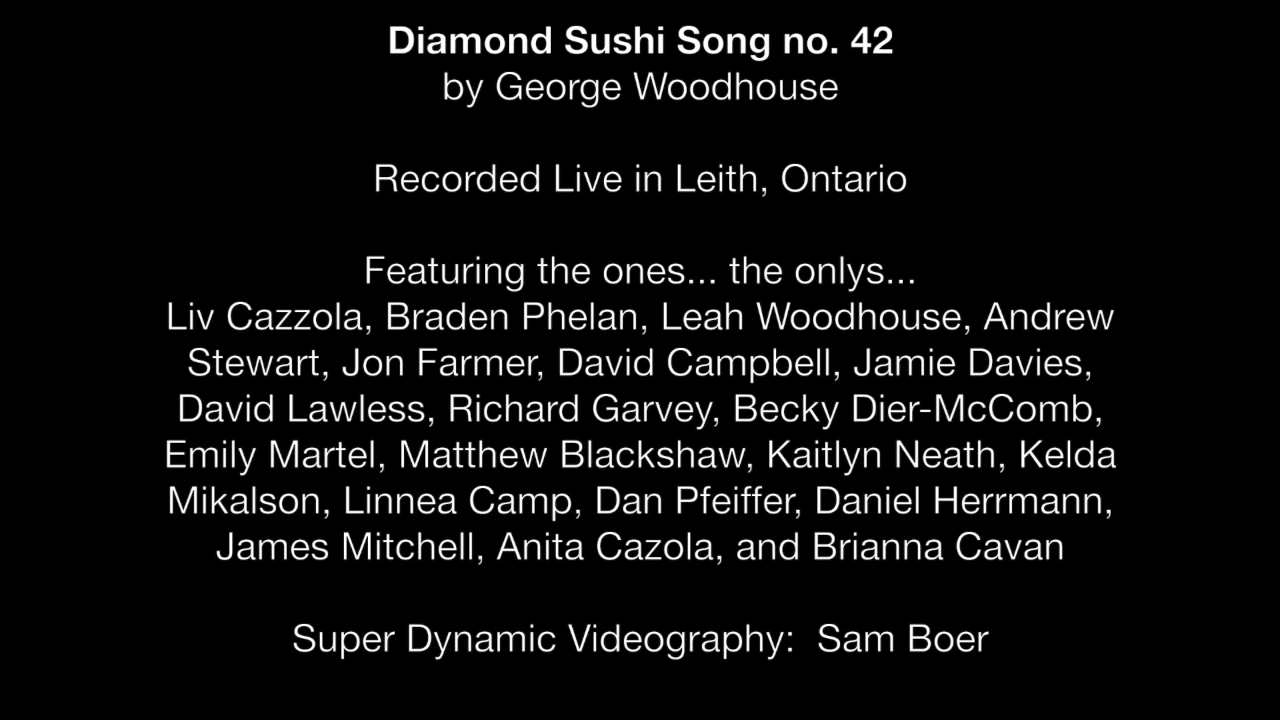 Diamond Sushi Song no. 42
by George Woodhouse
Recorded Live in Leith, Ontario
Featuring the ones... the onlys...
Liv Cazzola, Braden Phelan, Leah Woodhouse, Andrew
Stewart, Jon Farmer, David Campbell, Jamie Davies,
David Lawless, Richard Garvey, Becky Dier-McComb,
Emily Martel, Matthew Blackshaw, Kaitlyn Neath, Kelda
Mikalson, Linnea Camp, Dan Pfeiffer, Daniel Herrmann,
James Mitchell, Anita Cazola, and Brianna Cavan
Super Dynamic Videography:  Sam Boer